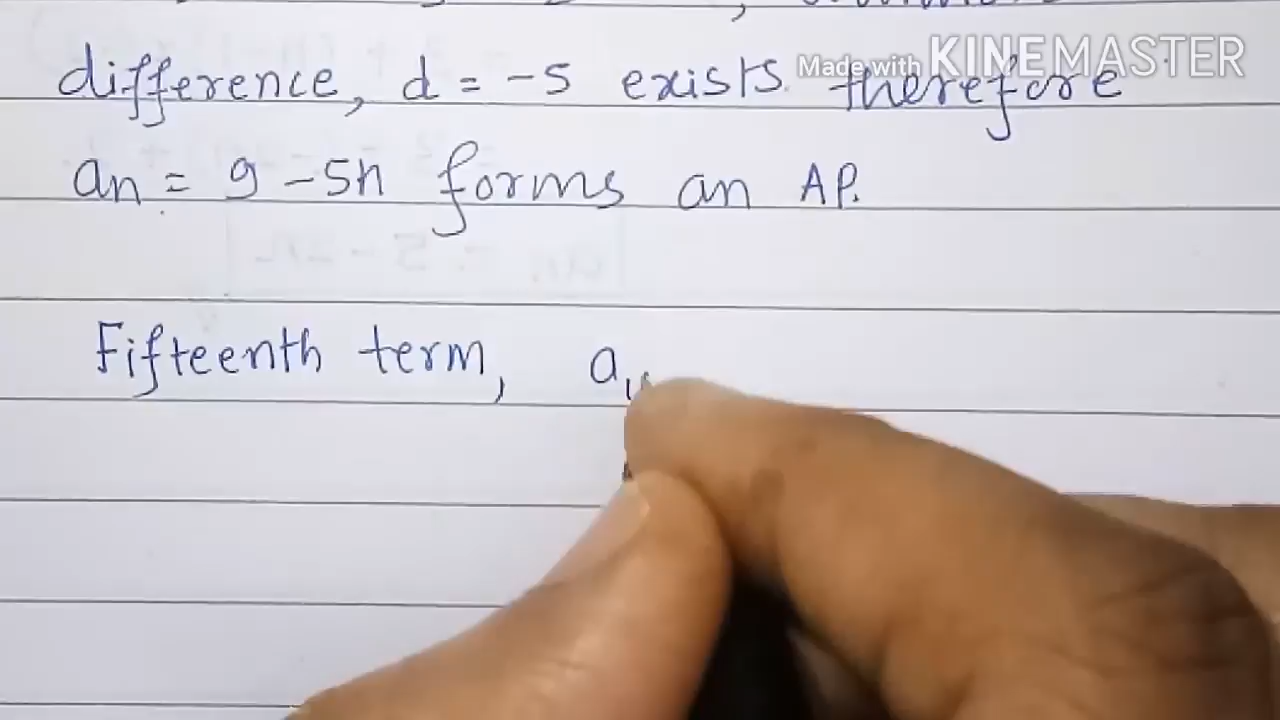 Made with KINEMASTER
difference, d = -5 exists therefore
an = 9 - 5n forms an AP.
Fifteenth term, a